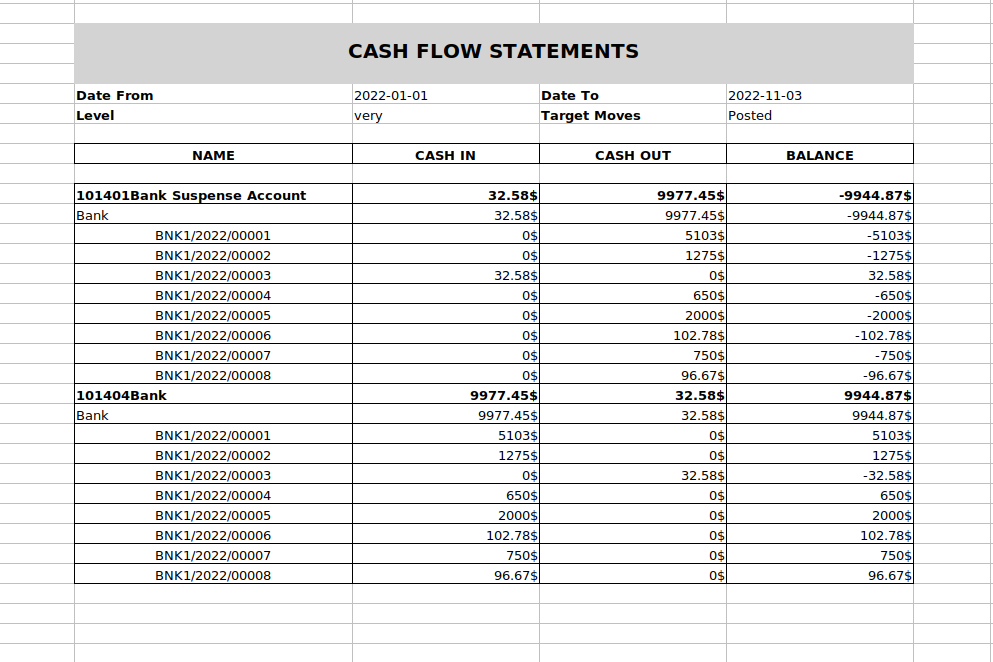 CASH FLOW STATEMENTS
Date From 2022-01-01 Date To 2022-11-03
Level very Target Moves Posted
NAME CASH IN CASH OUT BALANCE
101401Bank Suspense Account 32.58$ 9977.45$ -9944.87$
Bank 32.58$ 9977.45$ -9944.87$
BNK1/2022/00001 0$ 5103$ -5103$
BNK1/2022/00002 0$ 1275$ -1275$
BNK1/2022/00003 32.58$ 0$ 32.58$
BNK1/2022/00004 0$ 650$ -650$
BNK1/2022/00005 0$ 2000$ -2000$
BNK1/2022/00006 0$ 102.78$ -102.78$
BNK1/2022/00007 0$ 750$ -750$
BNK1/2022/00008 0$ 96.67$ -96.67$
101404Bank 9977.45$ 32.58$ 9944.87$
Bank 9977.45$ 32.58$ 9944.87$
BNK1/2022/00001 5103$ 0$ 5103$
BNK1/2022/00002 1275$ 0$ 1275$
BNK1/2022/00003 0$ 32.58$ -32.58$
BNK1/2022/00004 650$ 0$ 650$
BNK1/2022/00005 2000$ 0$ 2000$
BNK1/2022/00006 102.78$ 0$ 102.78$
BNK1/2022/00007 750$ 0$ 750$
BNK1/2022/00008 96.67$ 0$ 96.67$